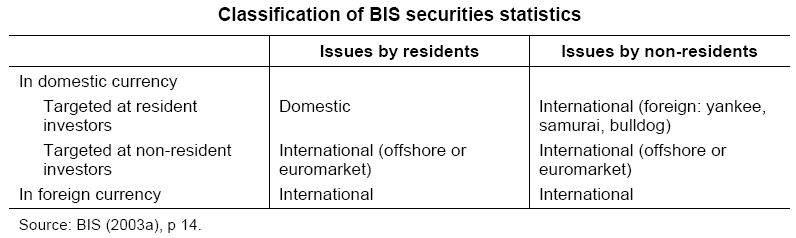 Classification of BIS securities statistics
Issues by residents Issues by non-residents
In domestic currency
Targeted at resident Domestic International (foreign: yankee,
investors samurai, bulldog)
Targeted at non-resident International (offshore or International (offshore or
investors euromarket) euromarket)
In foreign currency International International
Source: BIS (2003a), p 14.